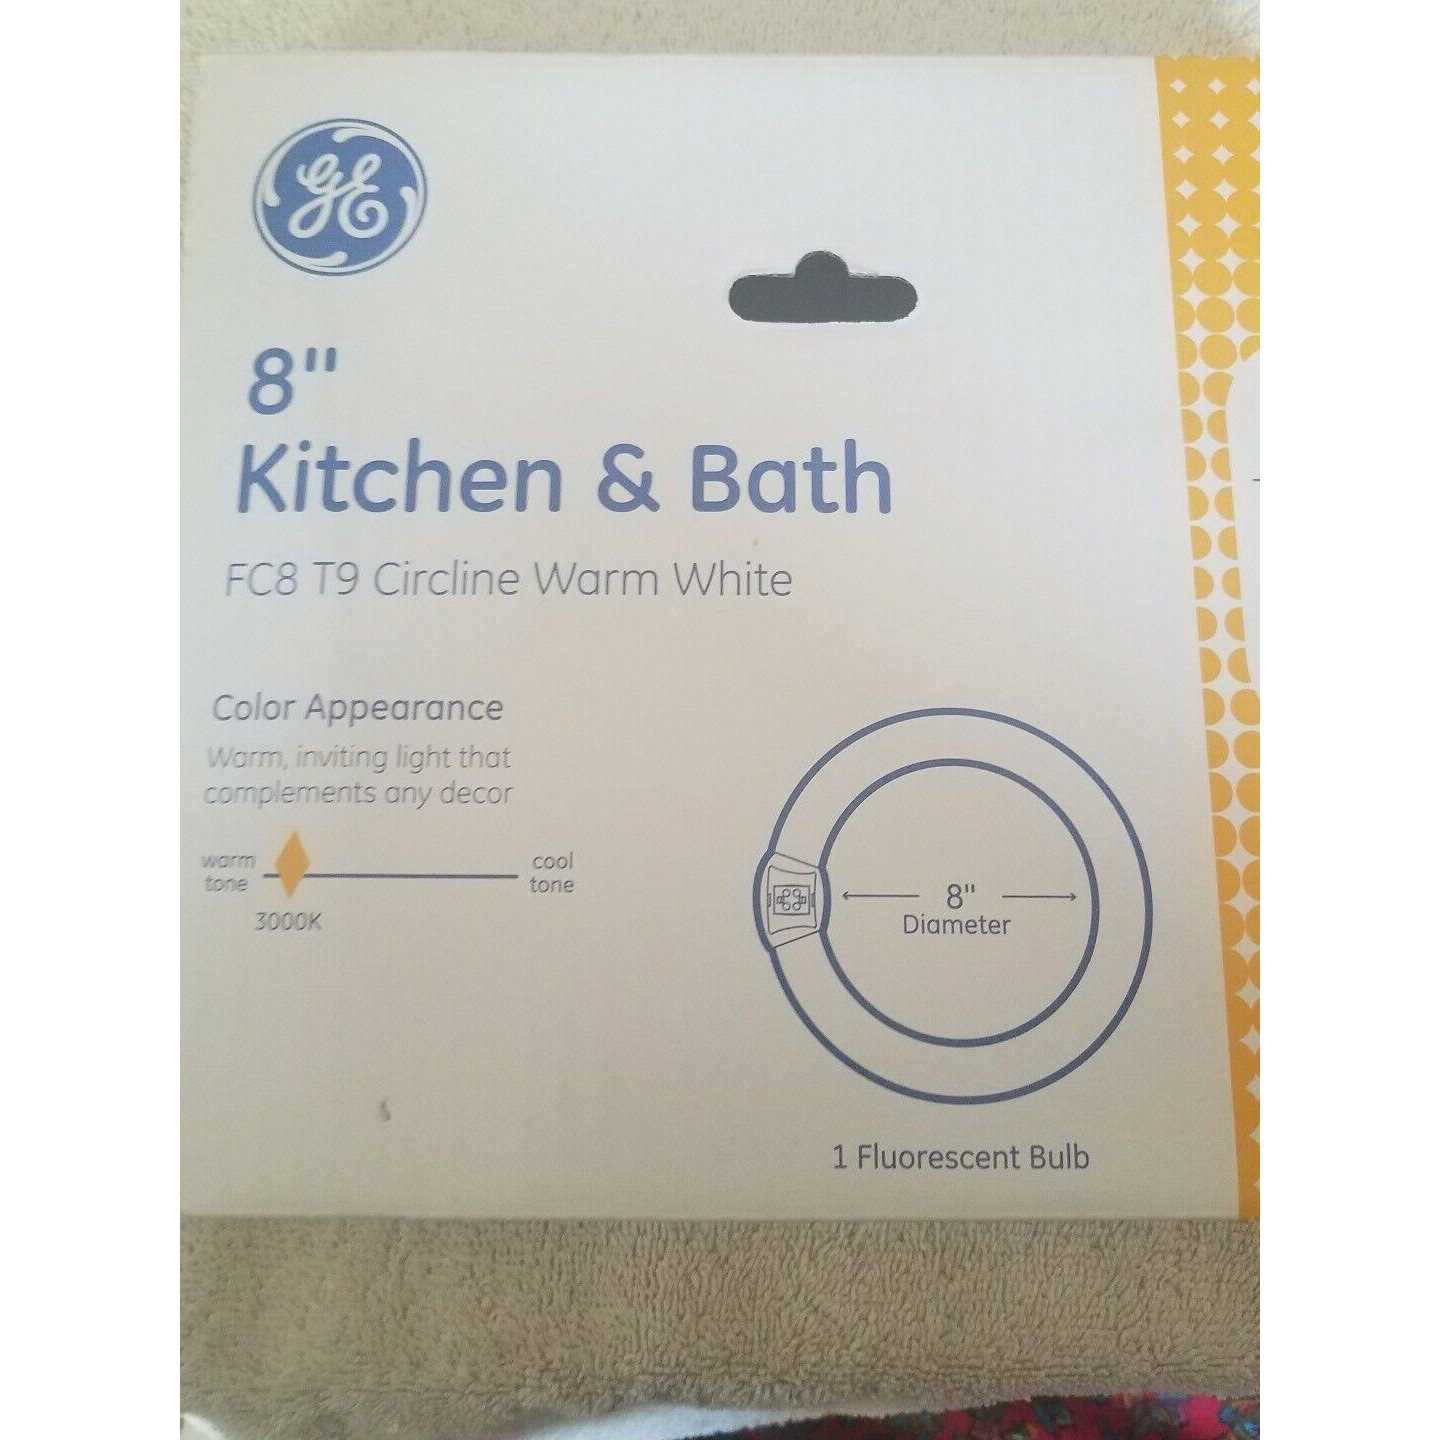 GE
8"
Kitchen & Bath
FC8 T9 Circline Warm White
Color Appearance
Warm, inviting light that
complements any decor
warm
tone
cool
tone
3000K
8"
Diameter
1 Fluorescent Bulb